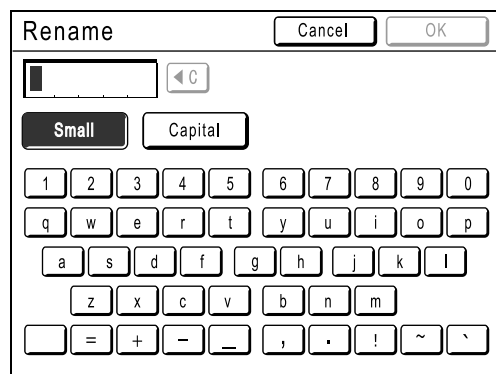 Rename Cancel OK
◀ C
Small Capital
1 2 3 4 5 6 7 8 9 0
q w e r t y u i o p
a s d f g h j k l
z x c v b n m
= + − _ , . ! ~ `